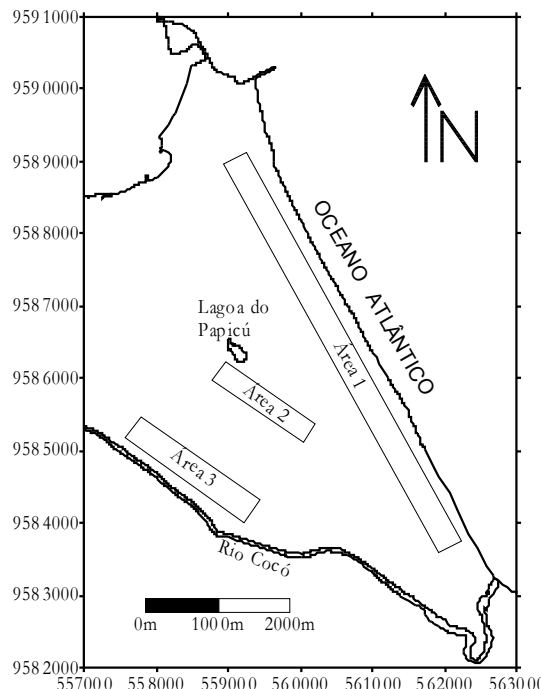 9591000
9590000
9589000
9588000
9587000
9586000
9585000
9584000
9583000
9582000
N
OCEANO ATLÂNTICO
Lagoa do
Papicú
Área 1
Área 2
Área 3
Rio Cocó
0m 1000m 2000m
557000 558000 559000 560000 561000 562000 563000